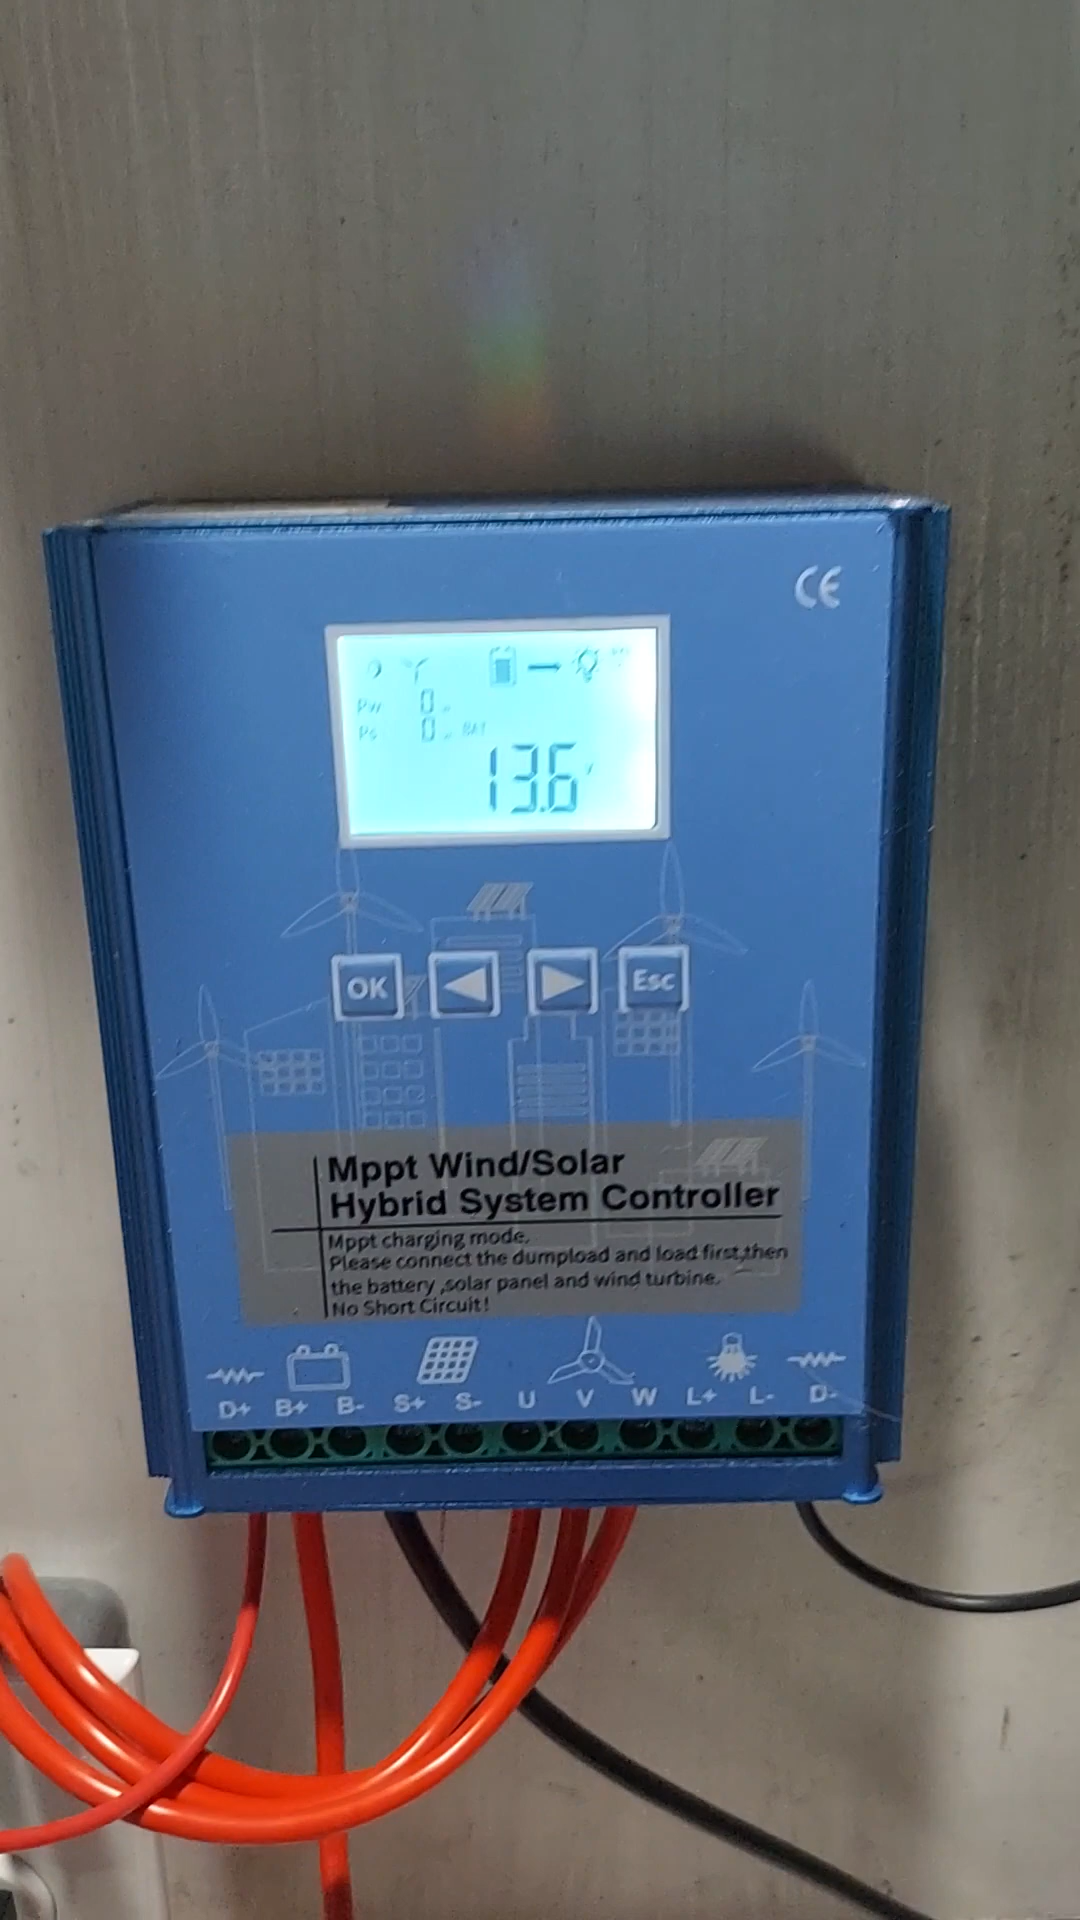 CE
Pw 0
Ps 0 BAT
13.6 V
OK
Esc
Mppt Wind/Solar
Hybrid System Controller
Mppt charging mode.
Please connect the dumpload and load first,then
the battery ,solar panel and wind turbine.
No Short Circuit!
D+ B+ B- S+ S- U V W L+ L- D-